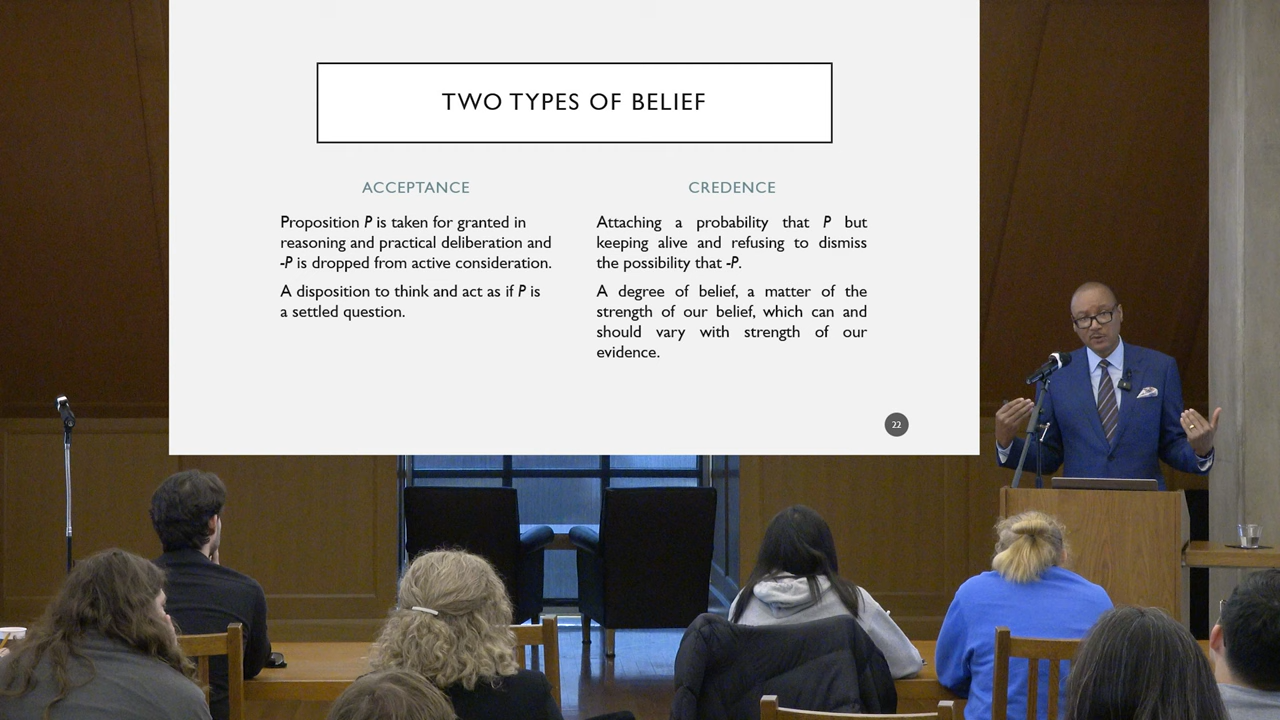 TWO TYPES OF BELIEF
ACCEPTANCE
Proposition P is taken for granted in
reasoning and practical deliberation and
-P is dropped from active consideration.
A disposition to think and act as if P is
a settled question.
CREDENCE
Attaching a probability that P but
keeping alive and refusing to dismiss
the possibility that -P.
A degree of belief, a matter of the
strength of our belief, which can and
should vary with strength of our
evidence.
22